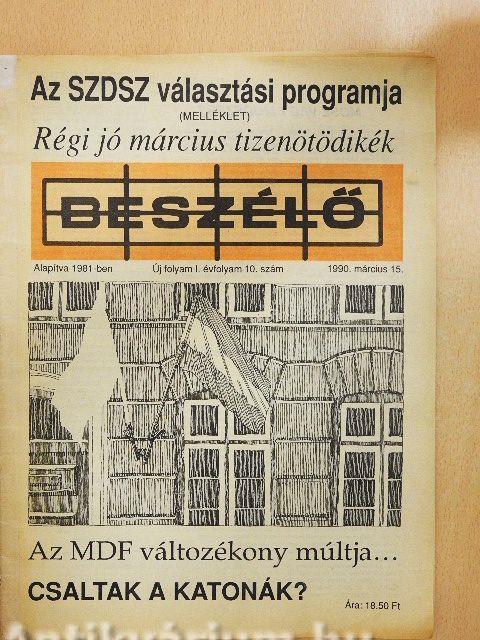 Az SZDSZ választási programja
(MELLÉKLET)
Régi jó március tizenötödikék
BESZÉLŐ
Alapítva 1981-ben Új folyam I. évfolyam 10. szám 1990. március 15.
Az MDF változékony múltja...
CSALTAK A KATONÁK?
Ára: 18.50 Ft